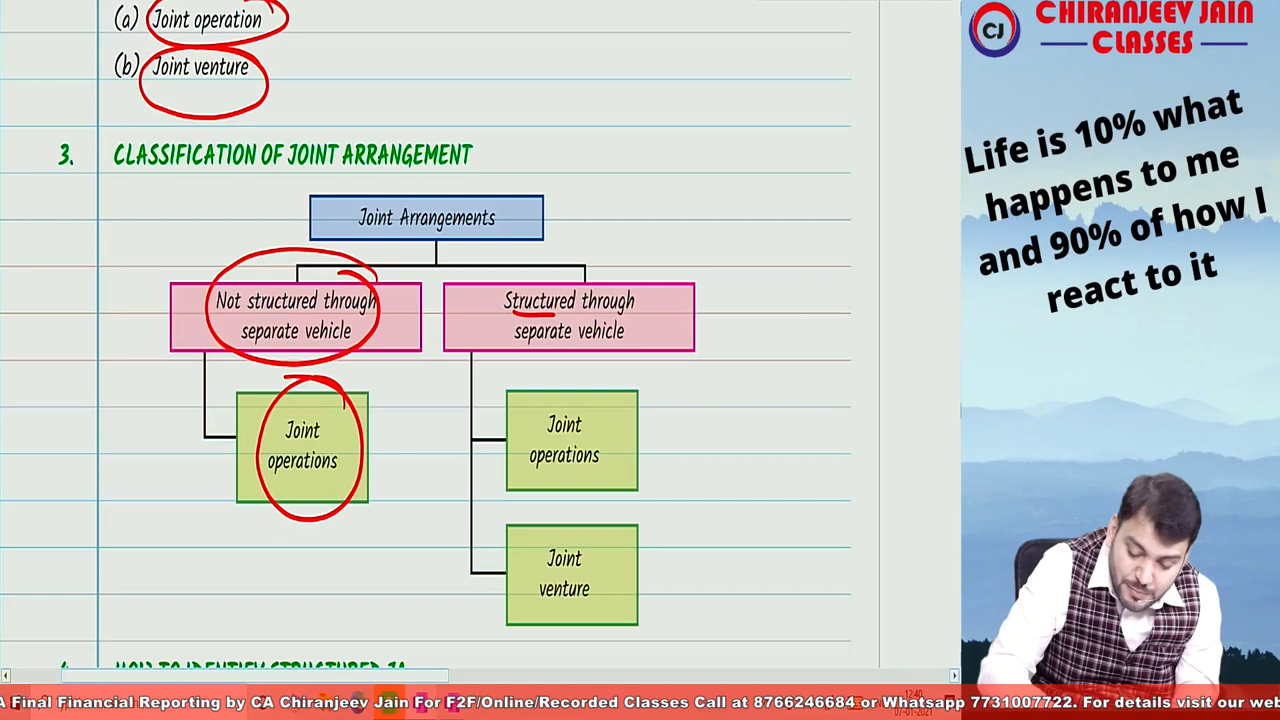 (a) Joint operation
(b) Joint venture
3. CLASSIFICATION OF JOINT ARRANGEMENT
Joint Arrangements
Not structured through
separate vehicle
Structured through
separate vehicle
Joint
operations
Joint
operations
Joint
venture
CJ
CHIRANJEEV JAIN
CLASSES
Life is 10% what
happens to me
and 90% of how I
react to it
A Final Financial Reporting by CA Chiranjeev Jain For F2F/Online/Recorded Classes Call at 8766246684 or Whatsapp 7731007722. For details visit our web